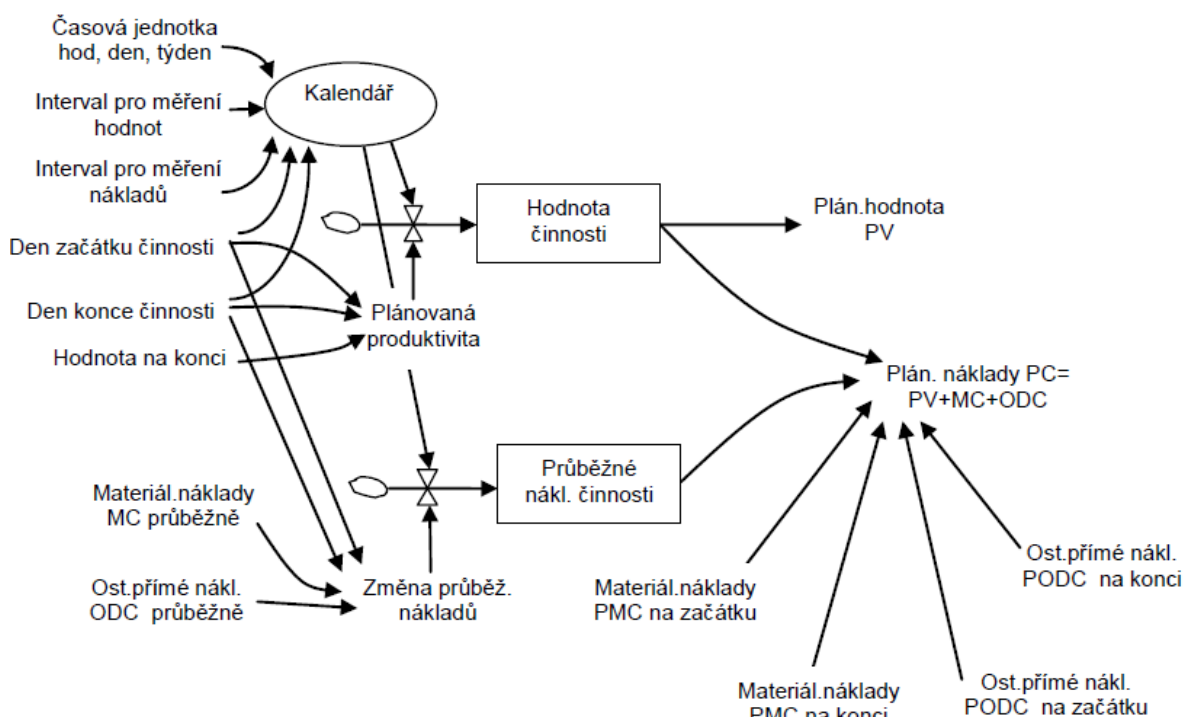 Časová jednotka
hod, den, týden
Kalendář
Interval pro měření
hodnot
Interval pro měření
nákladů
Hodnota
činnosti
Plán.hodnota
PV
Den začátku činnosti
Den konce činnosti
Plánovaná
produktivita
Hodnota na konci
Plán. náklady PC=
PV+MC+ODC
Průběžné
nákl. činnosti
Materiál.náklady
MC průběžně
Ost.přímé nákl.
ODC průběžně
Změna průběž.
nákladů
Materiál.náklady
PMC na začátku
Ost.přímé nákl.
PODC na konci
Materiál.náklady
PMC na konci
Ost.přímé nákl.
PODC na začátku